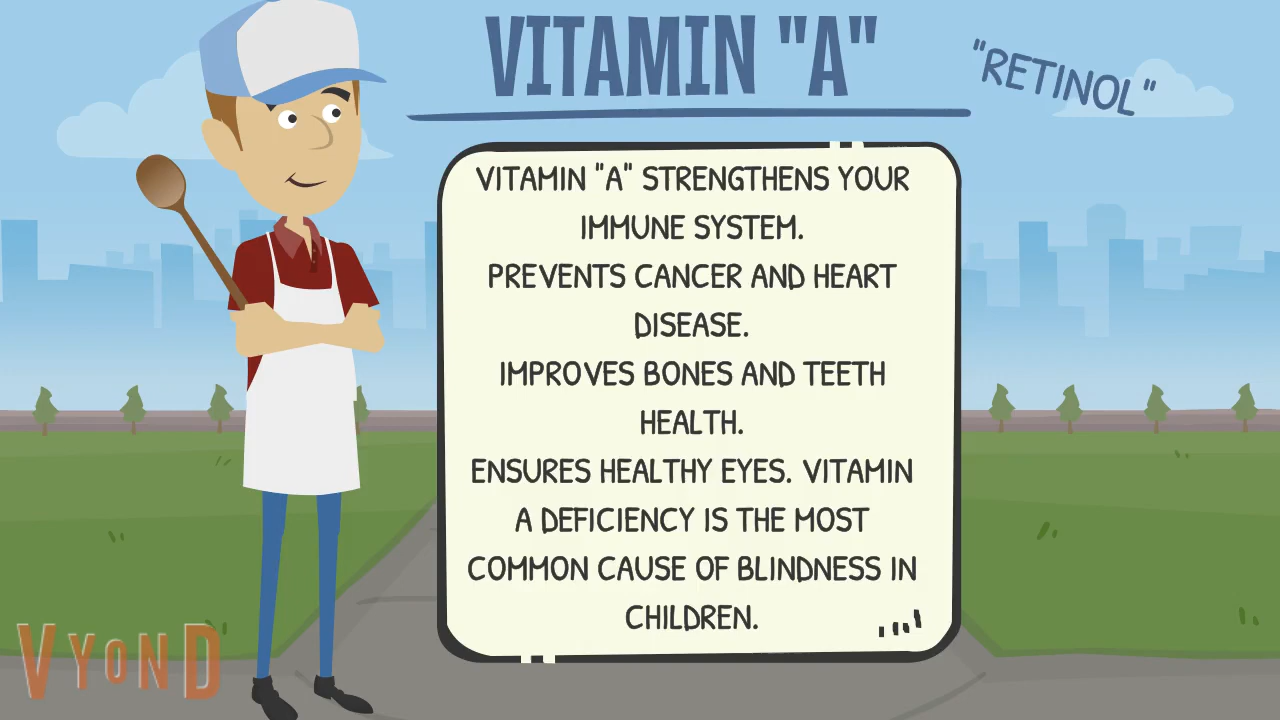 VITAMIN "A"
"RETINOL"
VITAMIN "A" STRENGTHENS YOUR
IMMUNE SYSTEM.
PREVENTS CANCER AND HEART
DISEASE.
IMPROVES BONES AND TEETH
HEALTH.
ENSURES HEALTHY EYES. VITAMIN
A DEFICIENCY IS THE MOST
COMMON CAUSE OF BLINDNESS IN
CHILDREN.
VYOND